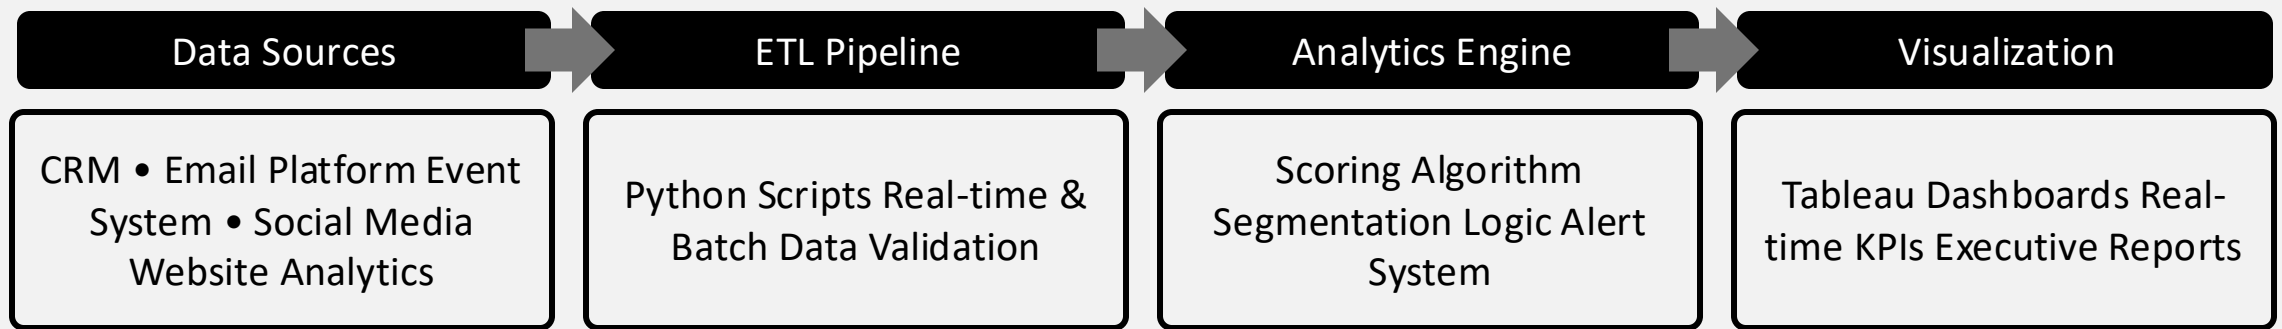 Data Sources
ETL Pipeline
Analytics Engine
Visualization
CRM • Email Platform Event
System • Social Media
Website Analytics
Python Scripts Real-time &
Batch Data Validation
Scoring Algorithm
Segmentation Logic Alert
System
Tableau Dashboards Real-
time KPIs Executive Reports